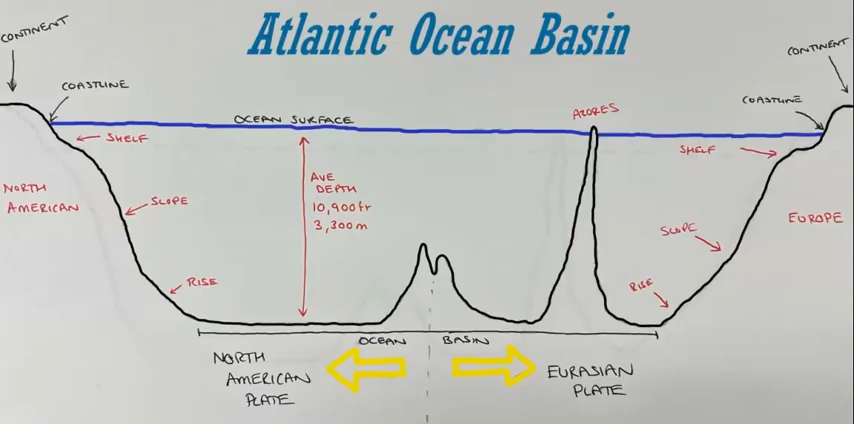 Atlantic Ocean Basin
CONTINENT
CONTINENT
COASTLINE
COASTLINE
OCEAN SURFACE
AZORES
SHELF
SHELF
NORTH
AMERICAN
AVE
DEPTH
10,900 ft
3,300 m
SLOPE
SLOPE
EUROPE
RISE
RISE
OCEAN BASIN
NORTH
AMERICAN
PLATE
EURASIAN
PLATE